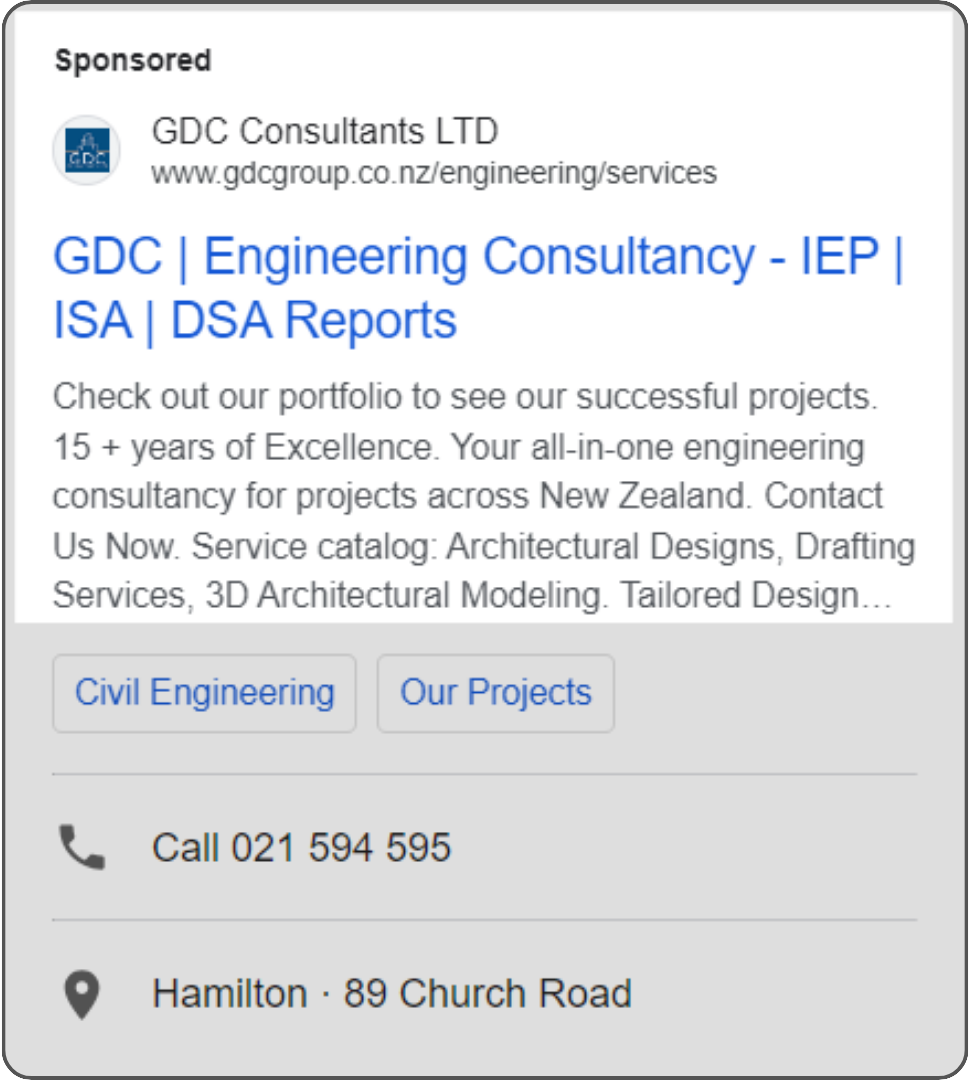 Sponsored
GDC
GDC Consultants LTD
www.gdcgroup.co.nz/engineering/services
GDC | Engineering Consultancy - IEP |
ISA | DSA Reports
Check out our portfolio to see our successful projects.
15 + years of Excellence. Your all-in-one engineering
consultancy for projects across New Zealand. Contact
Us Now. Service catalog: Architectural Designs, Drafting
Services, 3D Architectural Modeling. Tailored Design...
Civil Engineering
Our Projects
Call 021 594 595
Hamilton · 89 Church Road